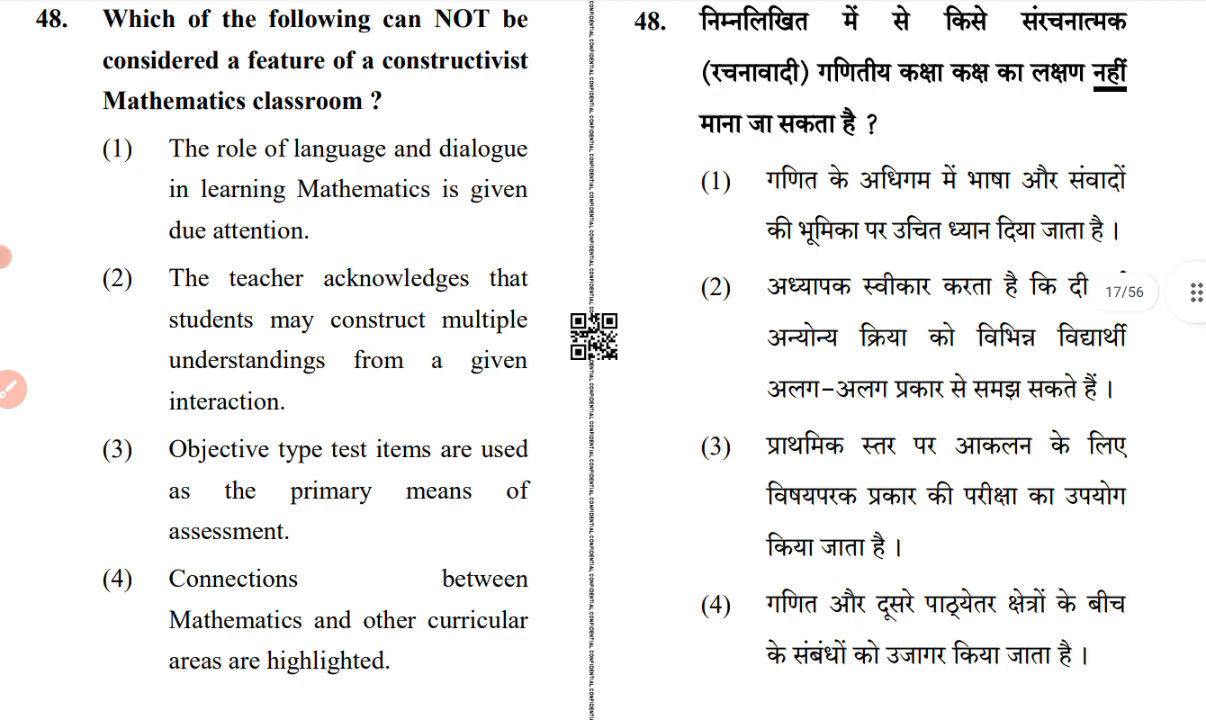 48. Which of the following can NOT be
considered a feature of a constructivist
Mathematics classroom ?
(1) The role of language and dialogue
in learning Mathematics is given
due attention.
(2) The teacher acknowledges that
students may construct multiple
understandings from a given
interaction.
(3) Objective type test items are used
as the primary means of
assessment.
(4) Connections between
Mathematics and other curricular
areas are highlighted.
48. निम्नलिखित में से किसे संरचनात्मक
(रचनावादी) गणितीय कक्षा कक्ष का लक्षण नहीं
माना जा सकता है ?
(1) गणित के अधिगम में भाषा और संवादों
की भूमिका पर उचित ध्यान दिया जाता है ।
(2) अध्यापक स्वीकार करता है कि दी
अन्योन्य क्रिया को विभिन्न विद्यार्थी
अलग-अलग प्रकार से समझ सकते हैं ।
(3) प्राथमिक स्तर पर आकलन के लिए
विषयपरक प्रकार की परीक्षा का उपयोग
किया जाता है ।
(4) गणित और दूसरे पाठ्येतर क्षेत्रों के बीच
के संबंधों को उजागर किया जाता है ।
17/56